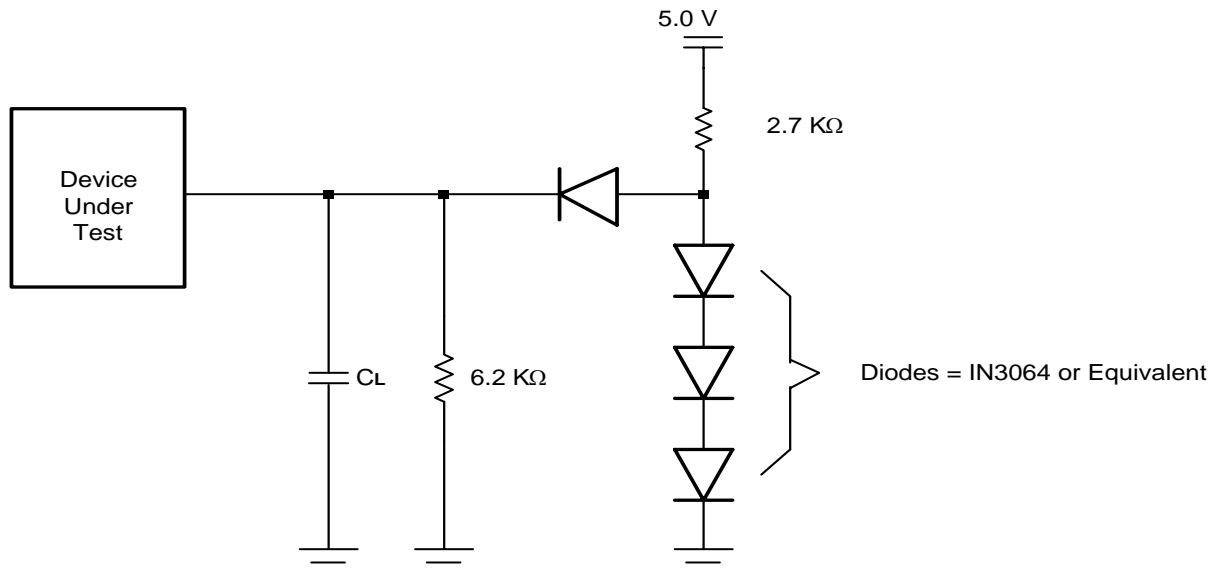 5.0 V
2.7 KΩ
Device
Under
Test
CL
6.2 KΩ
Diodes = IN3064 or Equivalent